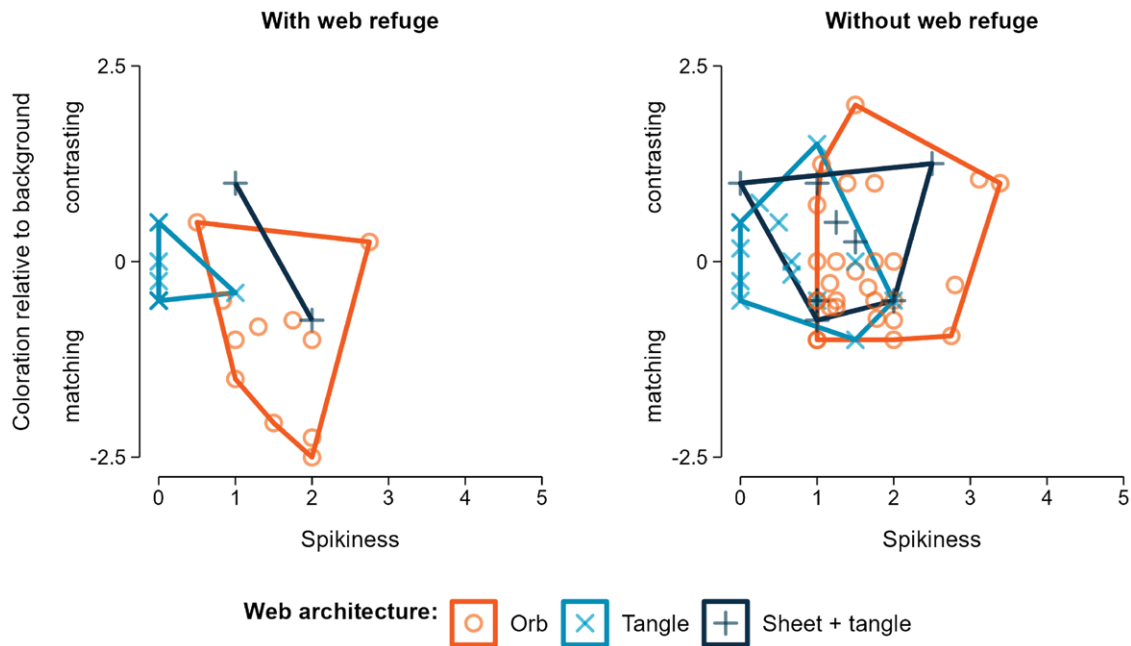 With web refuge
Without web refuge
Coloration relative to background
contrasting
matching
2.5
0
-2.5
0 1 2 3 4 5
Spikiness
contrasting
matching
2.5
0
-2.5
0 1 2 3 4 5
Spikiness
Web architecture: Orb Tangle Sheet + tangle